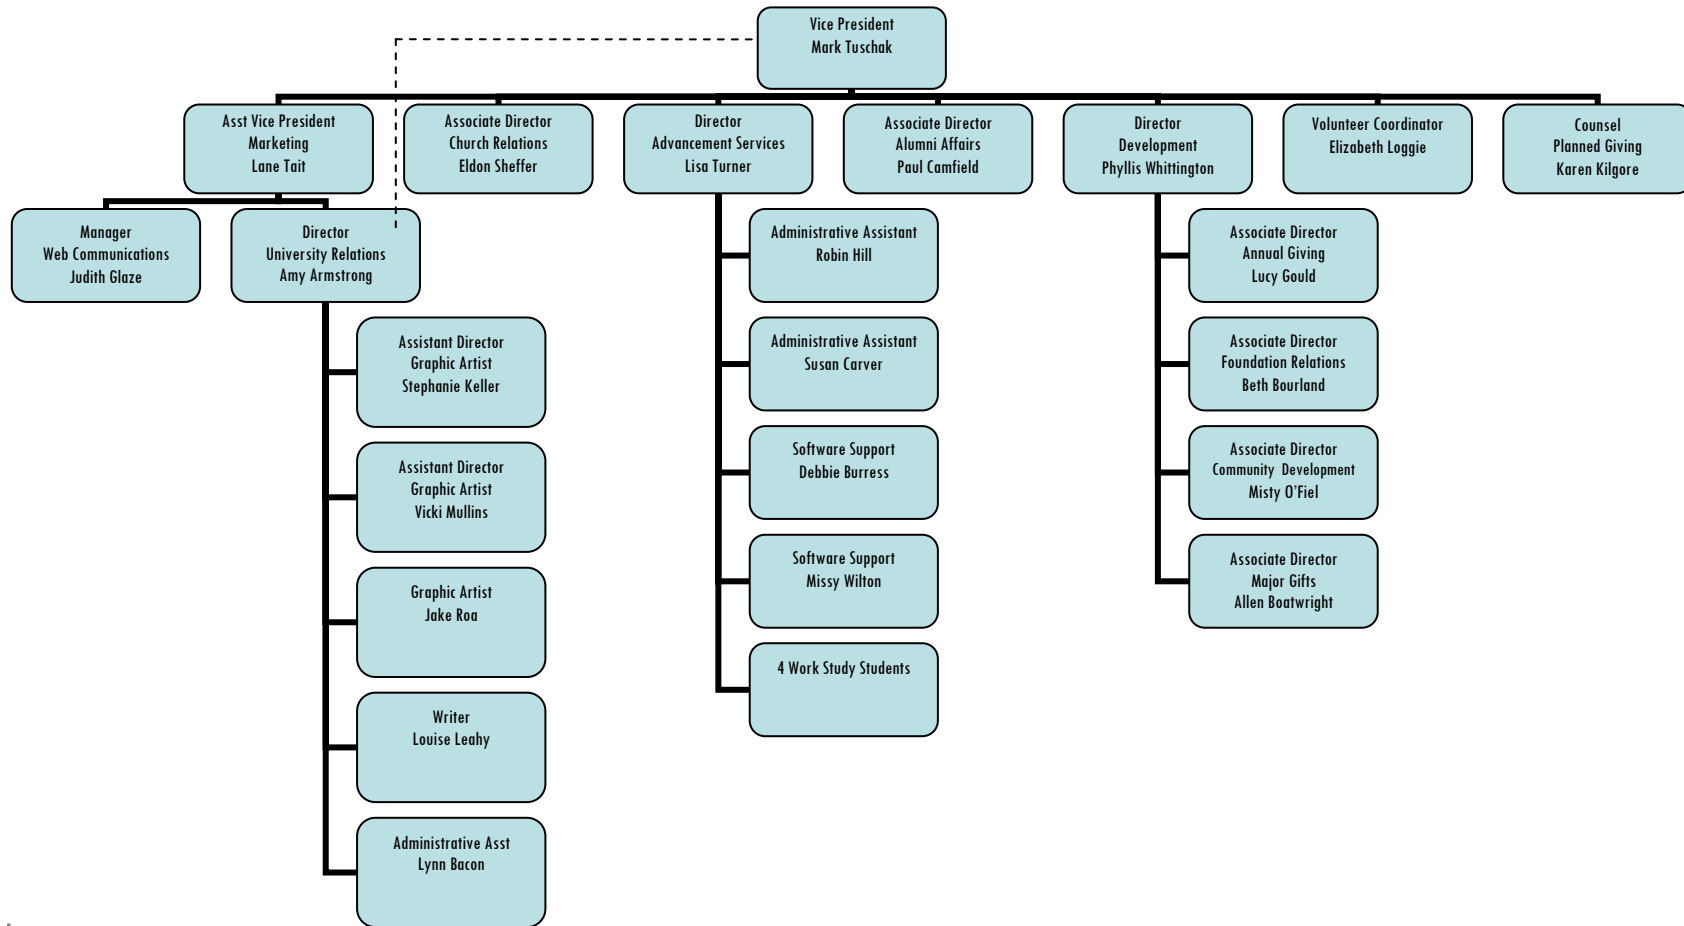 Vice President
Mark Tuschak
Asst Vice President
Marketing
Lane Tait
Associate Director
Church Relations
Eldon Sheffer
Director
Advancement Services
Lisa Turner
Associate Director
Alumni Affairs
Paul Camfield
Director
Development
Phyllis Whittington
Volunteer Coordinator
Elizabeth Loggie
Counsel
Planned Giving
Karen Kilgore
Manager
Web Communications
Judith Glaze
Director
University Relations
Amy Armstrong
Assistant Director
Graphic Artist
Stephanie Keller
Assistant Director
Graphic Artist
Vicki Mullins
Graphic Artist
Jake Roa
Writer
Louise Leahy
Administrative Asst
Lynn Bacon
Administrative Assistant
Robin Hill
Administrative Assistant
Susan Carver
Software Support
Debbie Burress
Software Support
Missy Wilton
4 Work Study Students
Associate Director
Annual Giving
Lucy Gould
Associate Director
Foundation Relations
Beth Bourland
Associate Director
Community Development
Misty O'Fiel
Associate Director
Major Gifts
Allen Boatwright